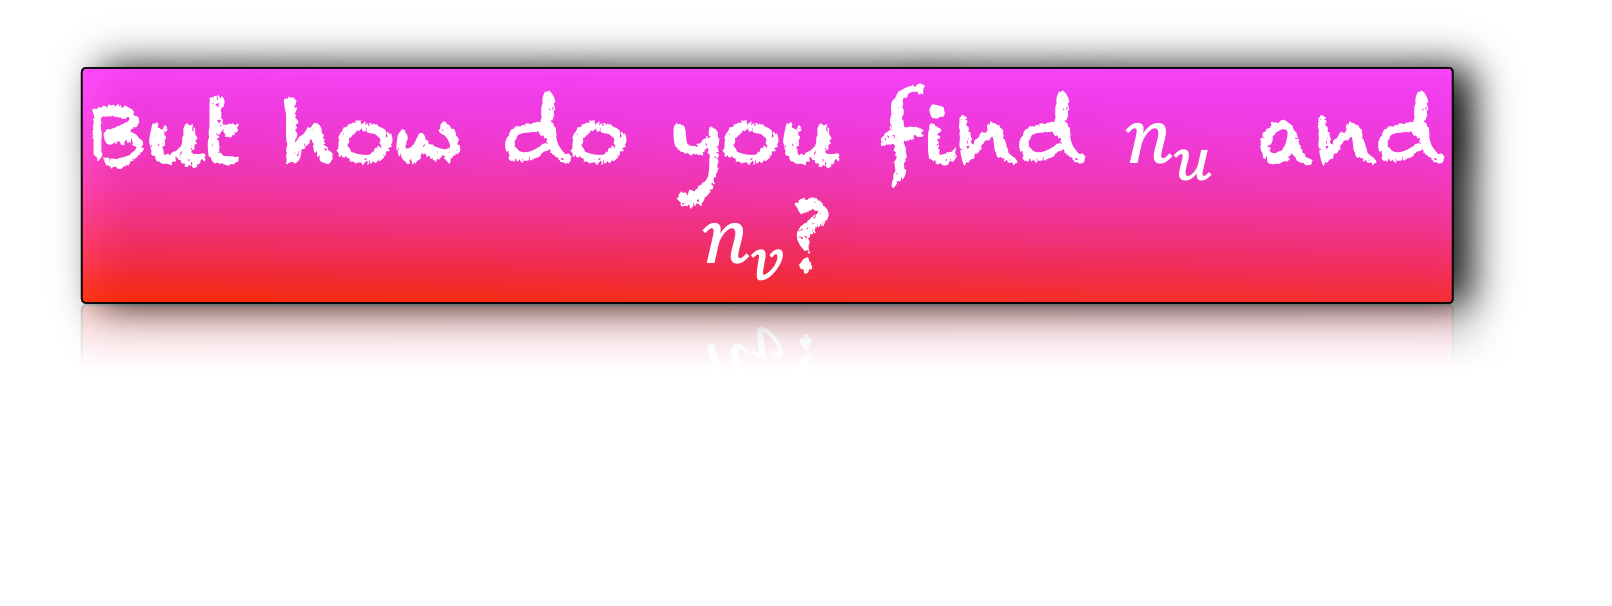 But how do you find $n_u$ and
$n_v$?